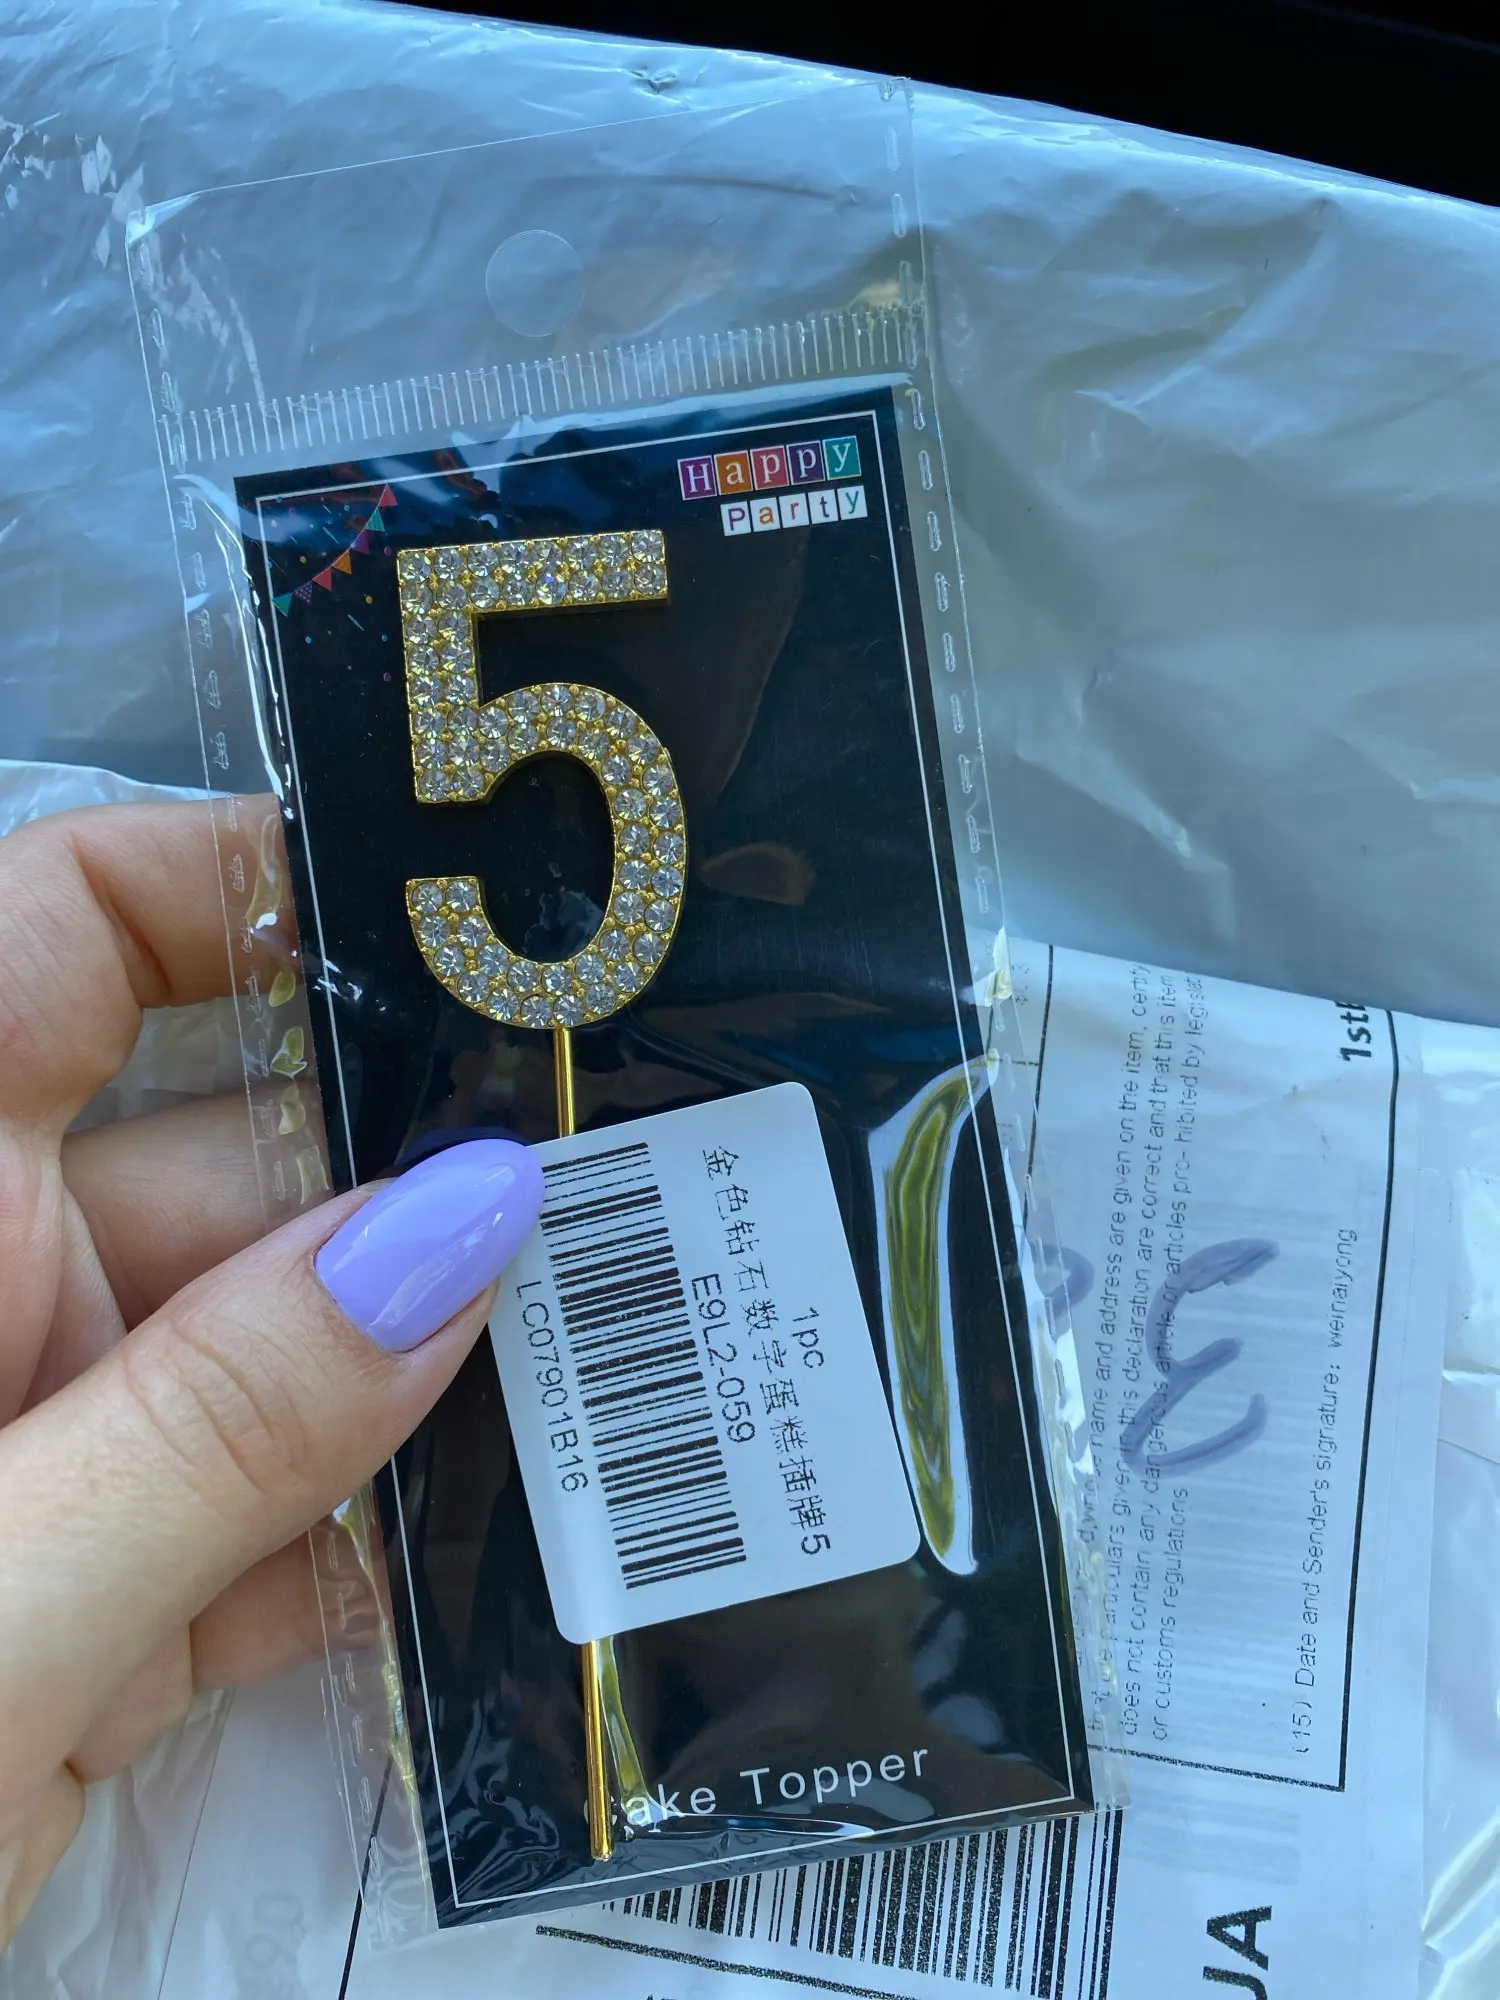 Happy
Party
5
1pc
金色钻石数字蛋糕插牌5
E9L2-059
LC07901B16
Cake Topper
name and address are given on the item, certify
particulars given in this declaration are correct and that this item
does not contain any dangerous article or articles pro- hibited by legislat
or customs regulations
(15) Date and Sender's signature: weinaiyong